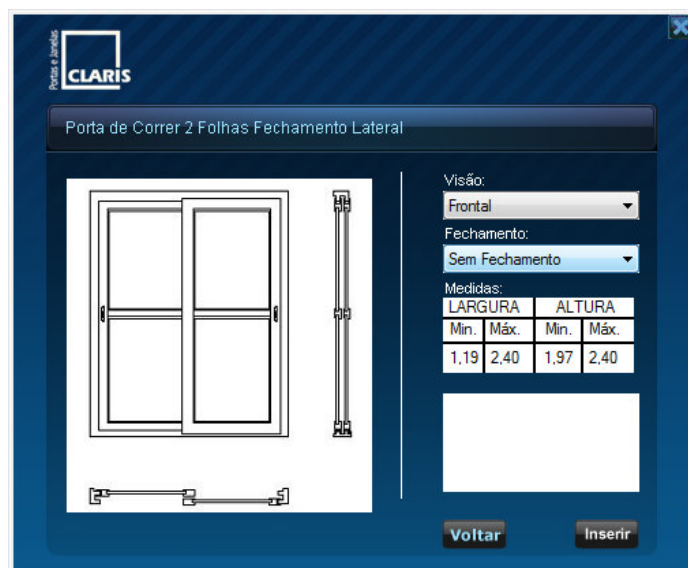 Portas e Janelas
CLARIS
Porta de Correr 2 Folhas Fechamento Lateral
Visão:
Frontal
Fechamento:
Sem Fechamento
Medidas:
LARGURA ALTURA
Min. Máx. Min. Máx.
1,19 2,40 1,97 2,40
Voltar Inserir